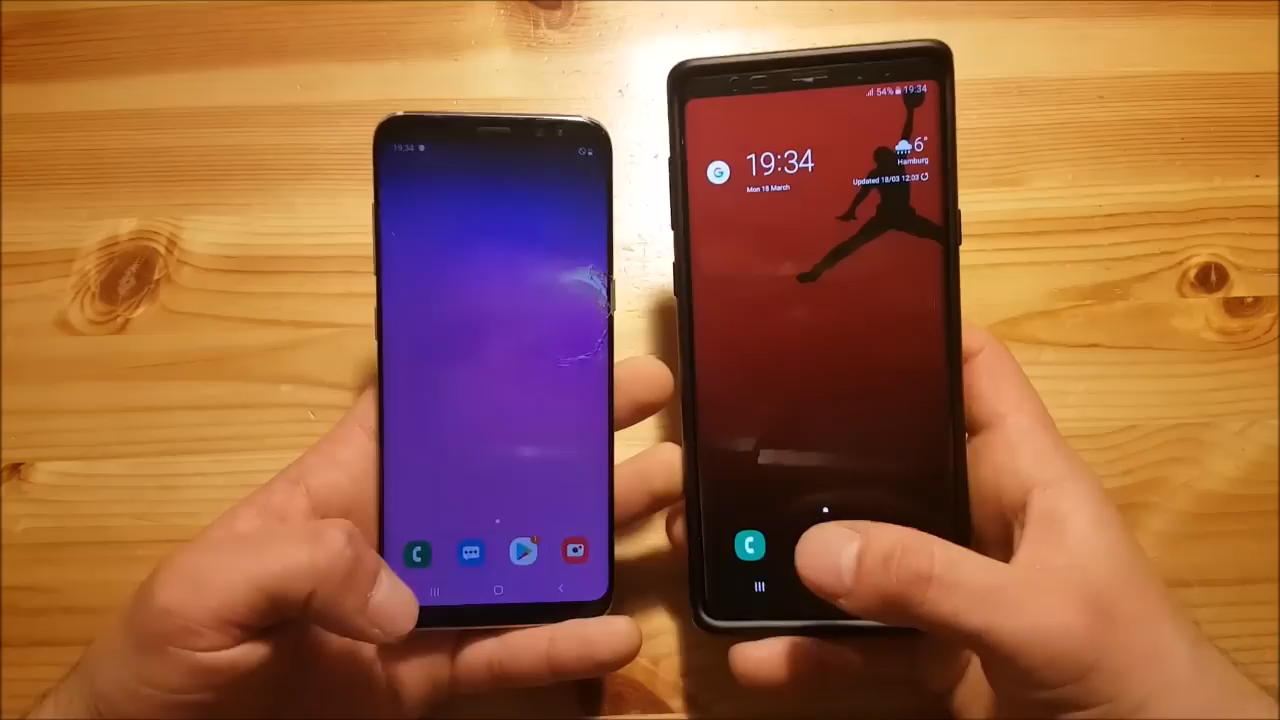 19:34
54% 19:34
G
19:34
Mon 18 March
6°
Hamburg
Updated 18/03 12:03